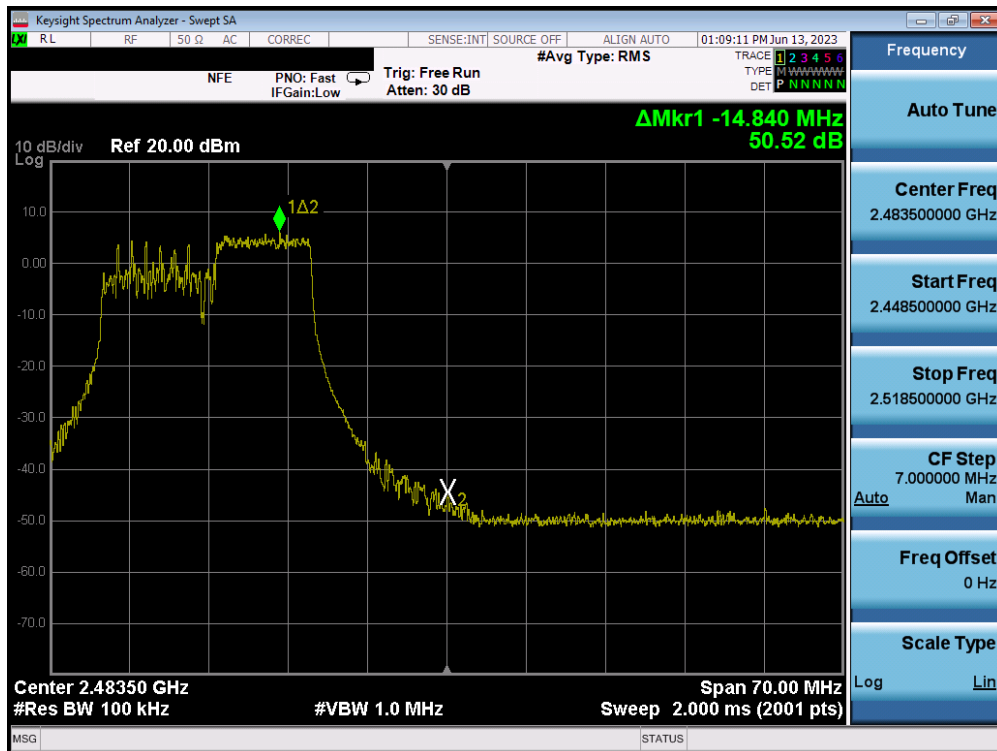 Keysight Spectrum Analyzer - Swept SA
LXI RL RF 50 Ω AC CORREC SENSE:INT SOURCE OFF ALIGN AUTO 01:09:11 PM Jun 13, 2023
#Avg Type: RMS
TRACE 1 2 3 4 5 6
TYPE M W W W W W
DET P N N N N N
NFE
PNO: Fast
IFGain:Low
Trig: Free Run
Atten: 30 dB
ΔMkr1 -14.840 MHz
50.52 dB
10 dB/div Ref 20.00 dBm
Log
10.0
0.00
-10.0
-20.0
-30.0
-40.0
-50.0
-60.0
-70.0
1Δ2
X2
Center 2.48350 GHz Span 70.00 MHz
#Res BW 100 kHz #VBW 1.0 MHz Sweep 2.000 ms (2001 pts)
MSG STATUS
Frequency
Auto Tune
Center Freq
2.483500000 GHz
Start Freq
2.448500000 GHz
Stop Freq
2.518500000 GHz
CF Step
7.000000 MHz
Auto Man
Freq Offset
0 Hz
Scale Type
Log Lin